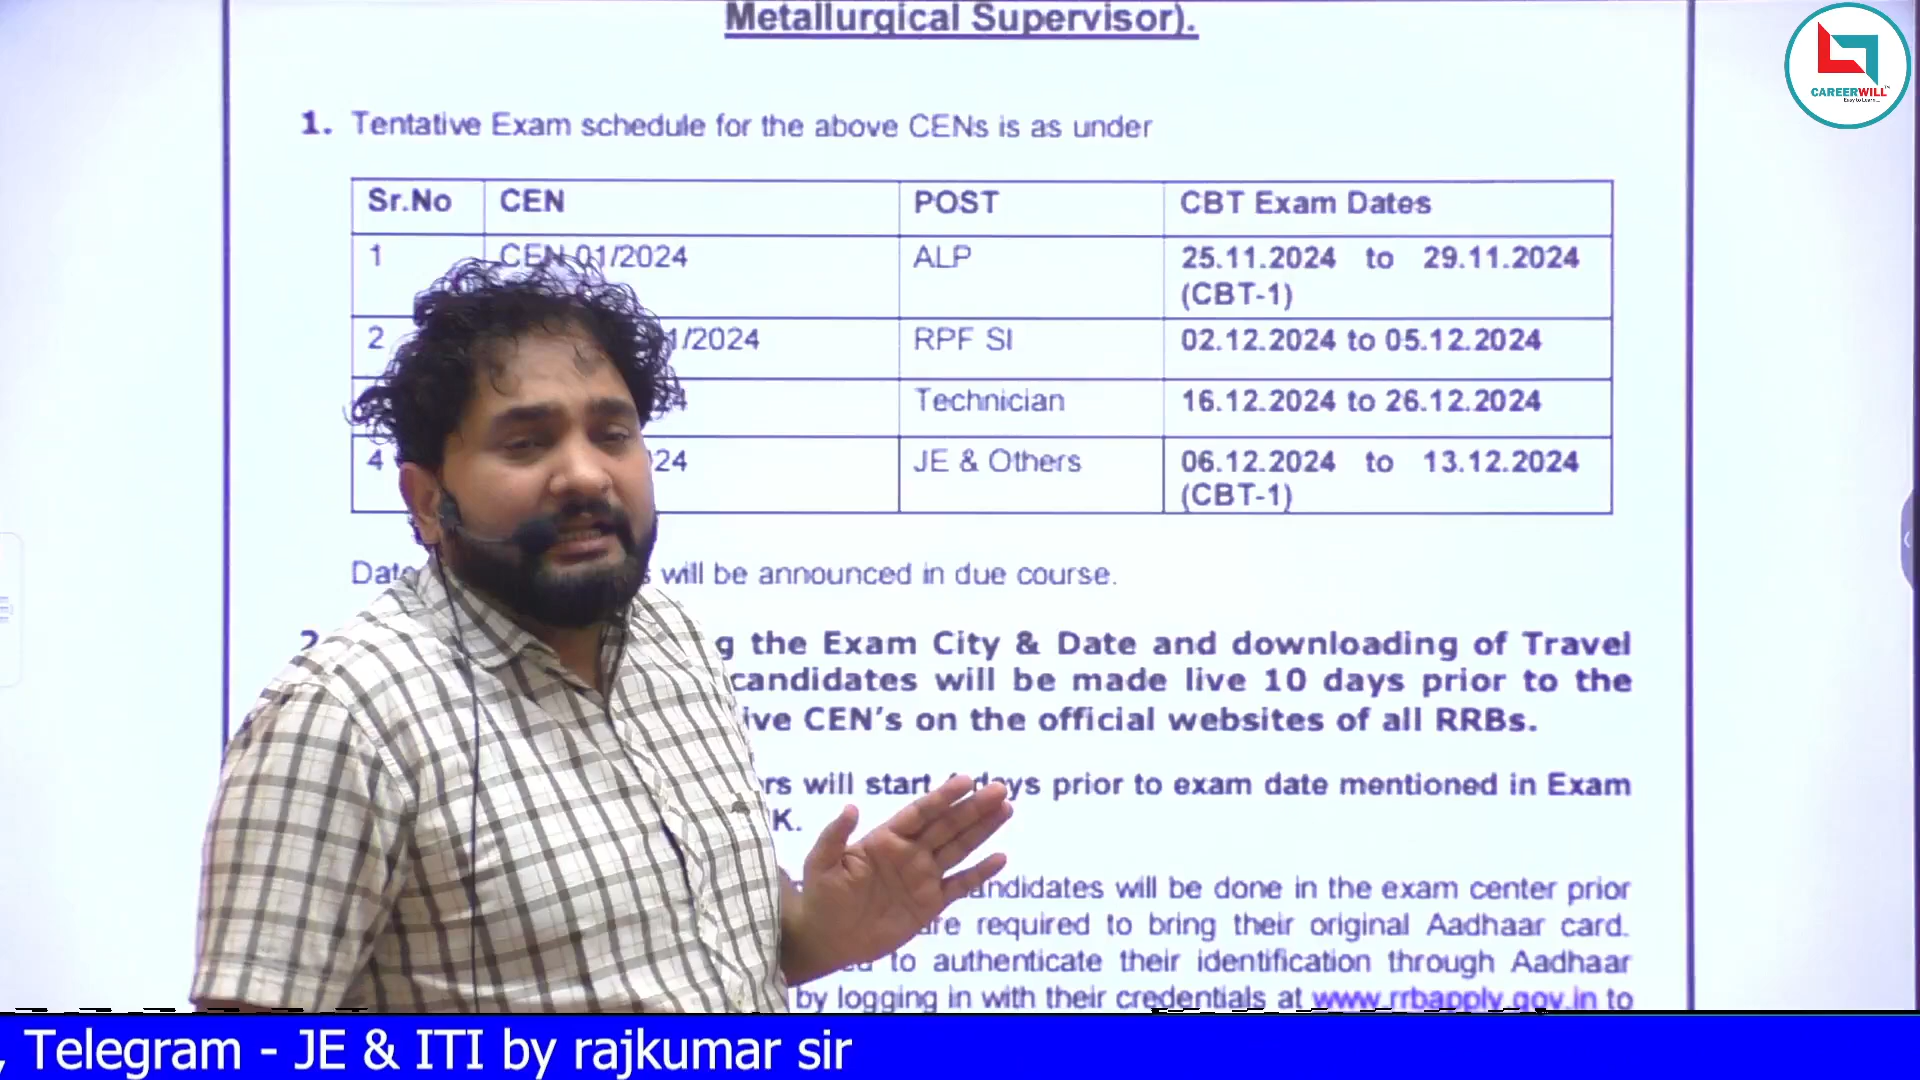 Metallurgical Supervisor).
CAREERWILL
Easy to Learn...
1. Tentative Exam schedule for the above CENs is as under
Sr.No CEN POST CBT Exam Dates
1 CEN 01/2024 ALP 25.11.2024 to 29.11.2024
(CBT-1)
2 1/2024 RPF SI 02.12.2024 to 05.12.2024
Technician 16.12.2024 to 26.12.2024
4 24 JE & Others 06.12.2024 to 13.12.2024
(CBT-1)
will be announced in due course.
2. the Exam City & Date and downloading of Travel
candidates will be made live 10 days prior to the
CEN's on the official websites of all RRBs.
will start days prior to exam date mentioned in Exam
will be done in the exam center prior
required to bring their original Aadhaar card.
to authenticate their identification through Aadhaar
by logging in with their credentials at www.rrbapply.gov.in to
, Telegram - JE & ITI by rajkumar sir